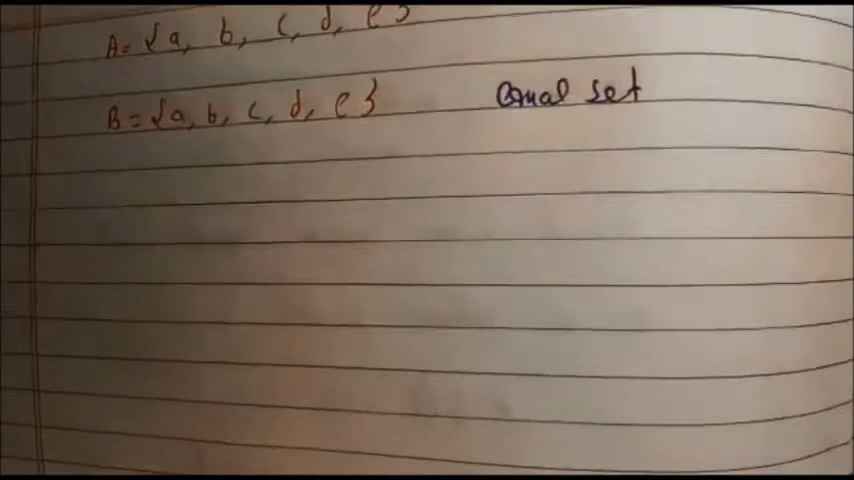 A= {a, b, c, d, e}
B = {a, b, c, d, e} Equal set